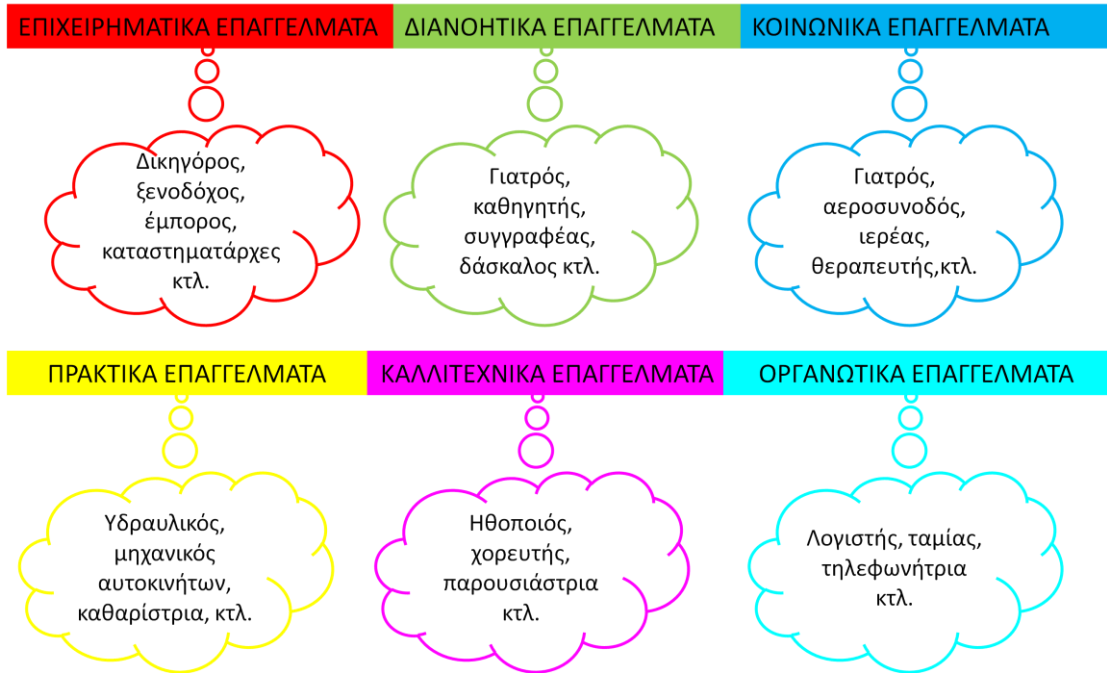 ΕΠΙΧΕΙΡΗΜΑΤΙΚΑ ΕΠΑΓΓΕΛΜΑΤΑ
Δικηγόρος,
ξενοδόχος,
έμπορος,
καταστηματάρχες
κτλ.
ΔΙΑΝΟΗΤΙΚΑ ΕΠΑΓΓΕΛΜΑΤΑ
Γιατρός,
καθηγητής,
συγγραφέας,
δάσκαλος κτλ.
ΚΟΙΝΩΝΙΚΑ ΕΠΑΓΓΕΛΜΑΤΑ
Γιατρός,
αεροσυνοδός,
ιερέας,
θεραπευτής,κτλ.
ΠΡΑΚΤΙΚΑ ΕΠΑΓΓΕΛΜΑΤΑ
Υδραυλικός,
μηχανικός
αυτοκινήτων,
καθαρίστρια, κτλ.
ΚΑΛΛΙΤΕΧΝΙΚΑ ΕΠΑΓΓΕΛΜΑΤΑ
Ηθοποιός,
χορευτής,
παρουσιάστρια
κτλ.
ΟΡΓΑΝΩΤΙΚΑ ΕΠΑΓΓΕΛΜΑΤΑ
Λογιστής, ταμίας,
τηλεφωνήτρια
κτλ.